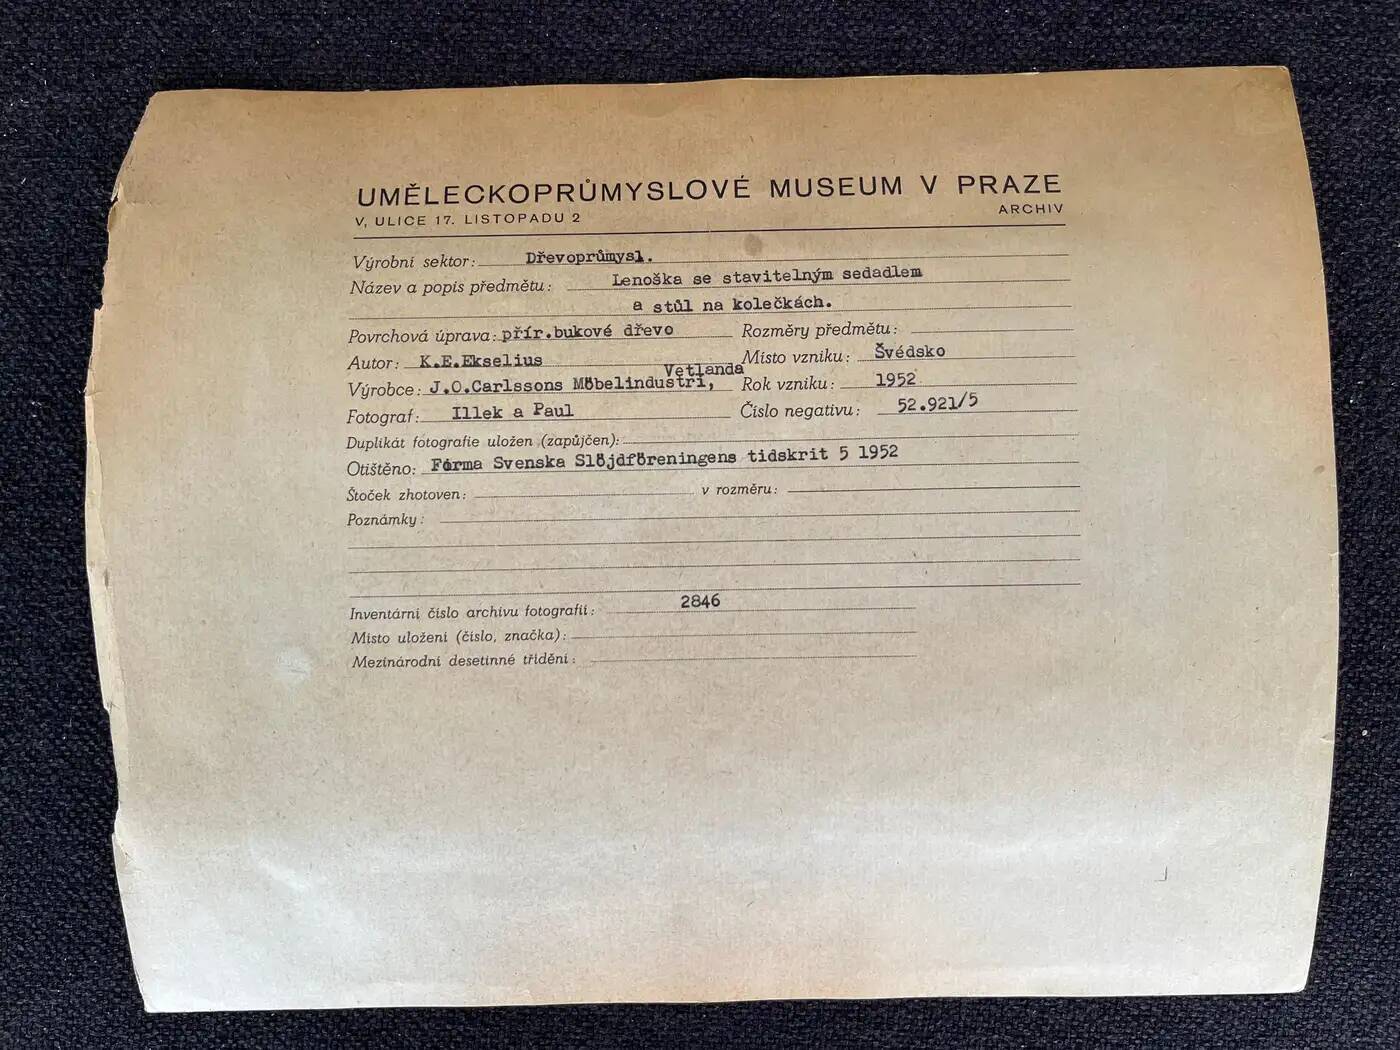 UMĚLECKOPRŮMYSLOVÉ MUSEUM V PRAZE
V, ULICE 17. LISTOPADU 2 ARCHIV
Výrobní sektor: Dřevoprůmysl.
Název a popis předmětu: Lenoška se stavitelným sedadlem
a stůl na kolečkách.
Povrchová úprava: přír.bukové dřevo Rozměry předmětu:
Autor: K.E.Ekselius Místo vzniku: Švédsko
Vetlanda
Výrobce: J.O.Carlssons Möbelindustri, Rok vzniku: 1952
Fotograf: Illek a Paul Číslo negativu: 52.921/5
Duplikát fotografie uložen (zapůjčen):
Otištěno: Forma Svenska Slöjdföreningens tidskrit 5 1952
Štoček zhotoven: v rozměru:
Poznámky:
Inventární číslo archivu fotografií: 2846
Místo uložení (číslo, značka):
Mezinárodní desetinné třídění: